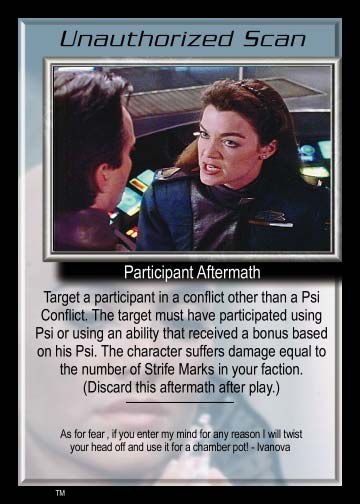 Unauthorized Scan
Participant Aftermath
Target a participant in a conflict other than a Psi
Conflict. The target must have participated using
Psi or using an ability that received a bonus based
on his Psi. The character suffers damage equal to
the number of Strife Marks in your faction.
(Discard this aftermath after play.)
As for fear , if you enter my mind for any reason I will twist
your head off and use it for a chamber pot! - Ivanova
TM